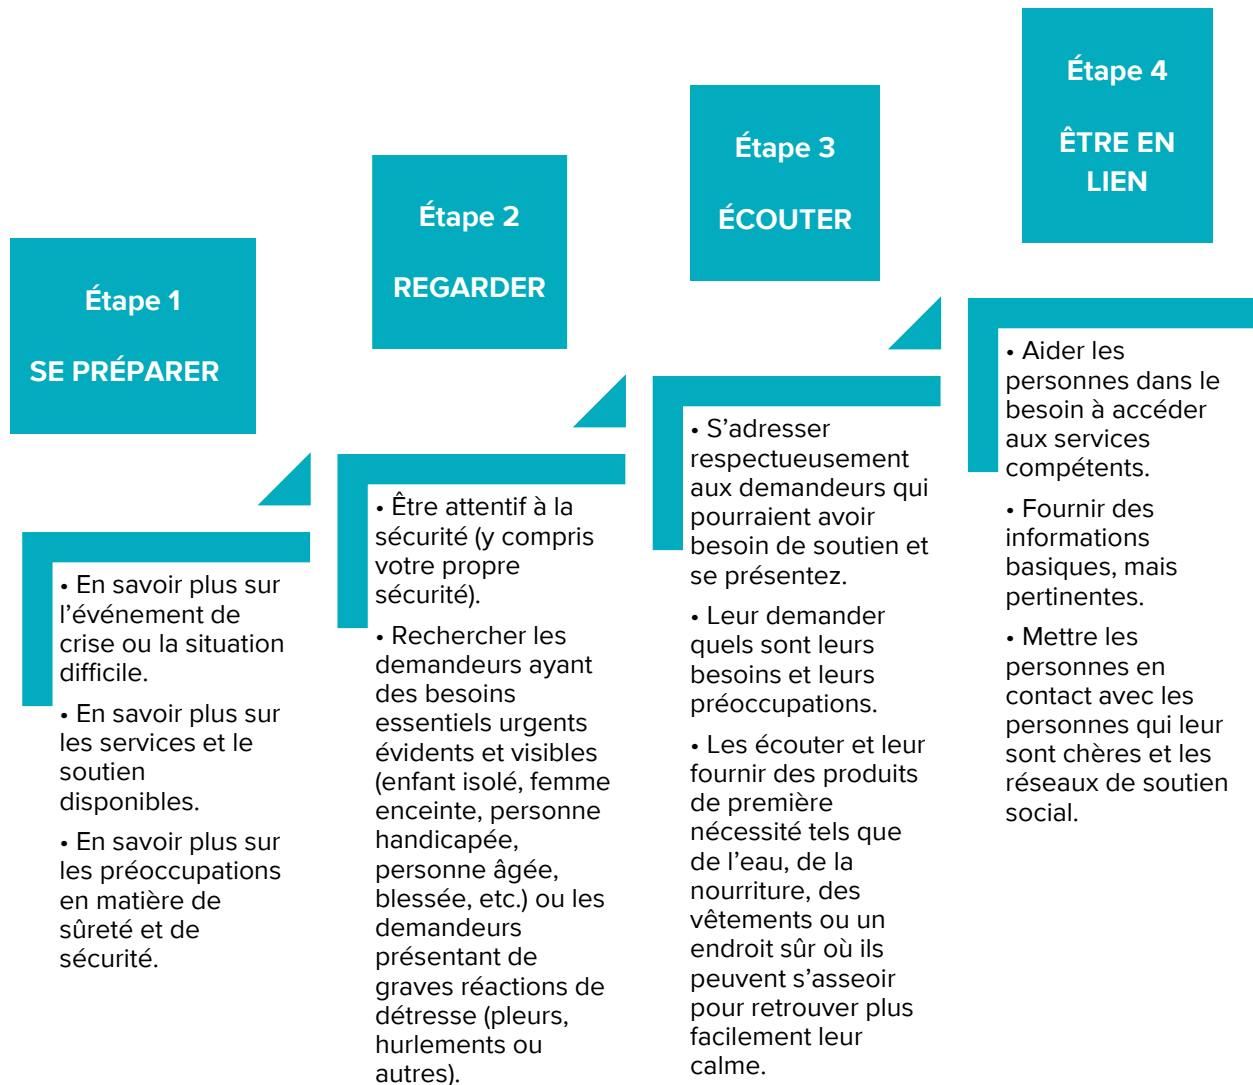 Étape 1
SE PRÉPARER
• En savoir plus sur
l’événement de
crise ou la situation
difficile.
• En savoir plus sur
les services et le
soutien
disponibles.
• En savoir plus sur
les préoccupations
en matière de
sûreté et de
sécurité.
Étape 2
REGARDER
• Être attentif à la
sécurité (y compris
votre propre
sécurité).
• Rechercher les
demandeurs ayant
des besoins
essentiels urgents
évidents et visibles
(enfant isolé, femme
enceinte, personne
handicapée,
personne âgée,
blessée, etc.) ou les
demandeurs
présentant de
graves réactions de
détresse (pleurs,
hurlements ou
autres).
Étape 3
ÉCOUTER
• S’adresser
respectueusement
aux demandeurs qui
pourraient avoir
besoin de soutien et
se présentez.
• Leur demander
quels sont leurs
besoins et leurs
préoccupations.
• Les écouter et leur
fournir des produits
de première
nécessité tels que
de l’eau, de la
nourriture, des
vêtements ou un
endroit sûr où ils
peuvent s’asseoir
pour retrouver plus
facilement leur
calme.
Étape 4
ÊTRE EN
LIEN
• Aider les
personnes dans le
besoin à accéder
aux services
compétents.
• Fournir des
informations
basiques, mais
pertinentes.
• Mettre les
personnes en
contact avec les
personnes qui leur
sont chères et les
réseaux de soutien
social.